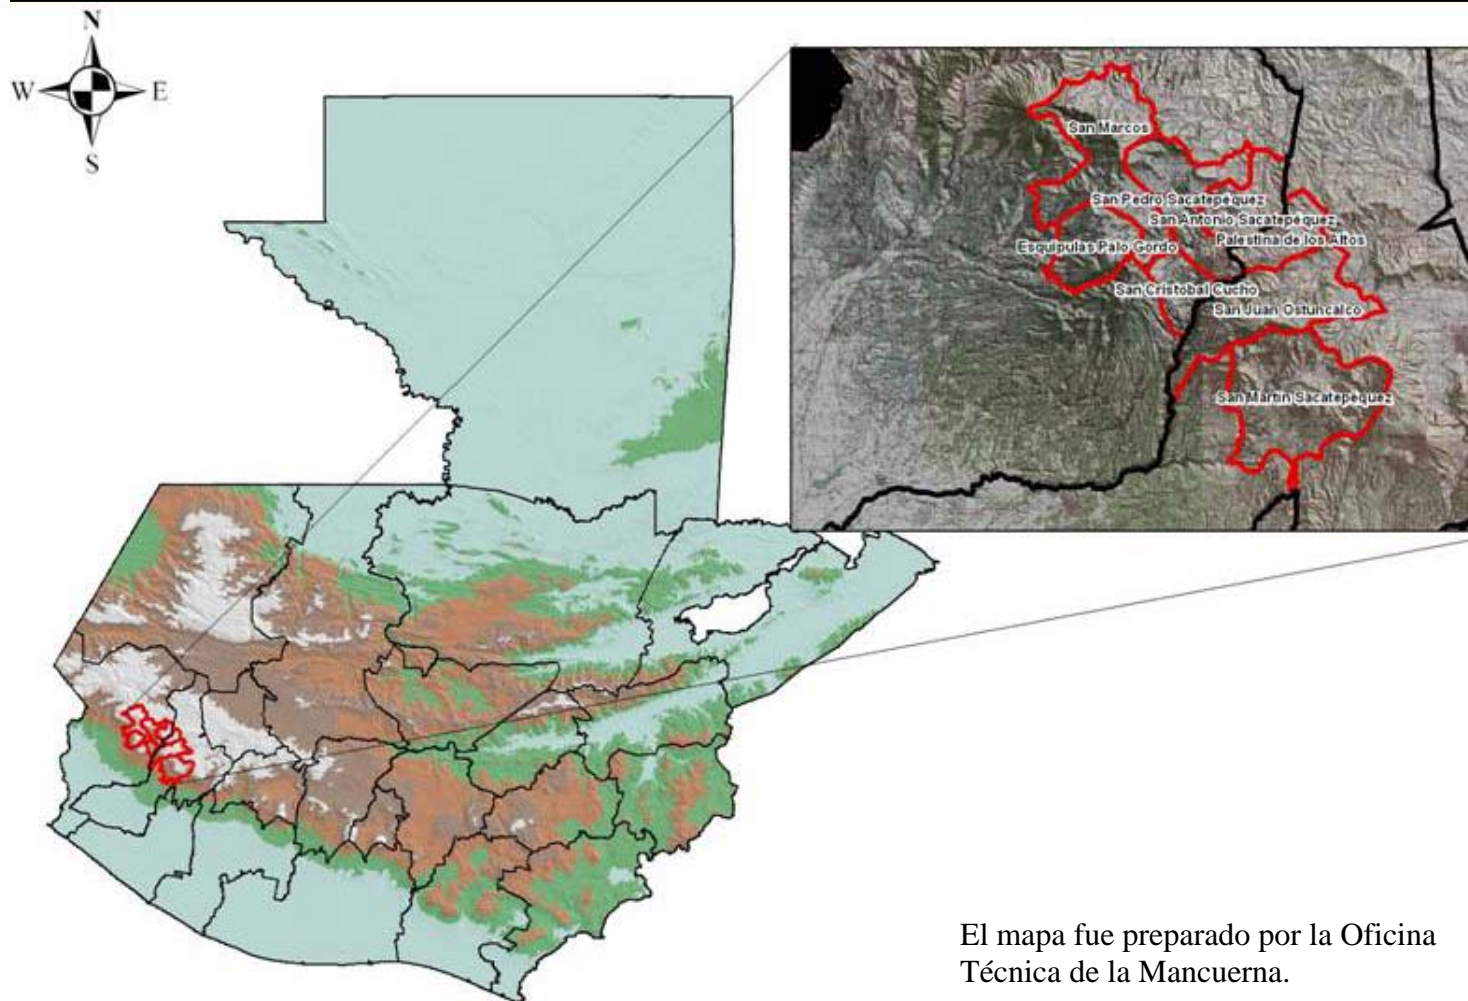 N
W E
S
San Marcos
San Pedro Sacatepéquez
San Antonio Sacatepéquez
Palestina de los Altos
Esquipulas Palo Gordo
San Cristobal Cucho
San Juan Ostuncalco
San Martín Sacatepéquez
El mapa fue preparado por la Oficina
Técnica de la Mancuerna.